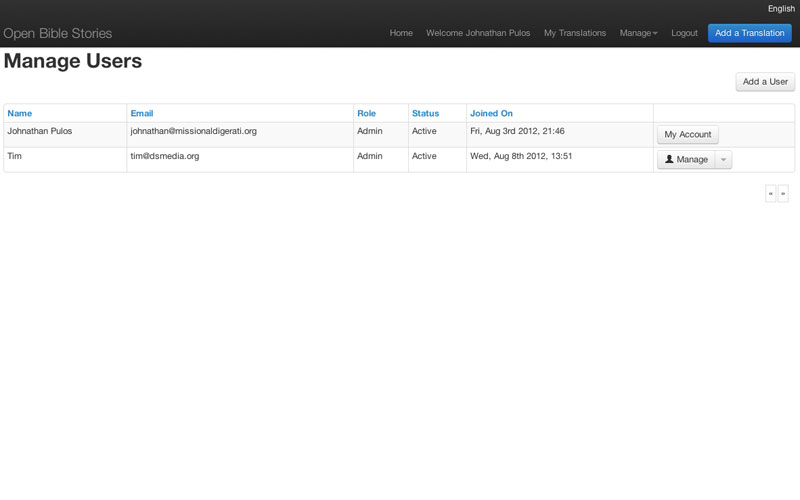 English
Open Bible Stories Home Welcome Johnathan Pulos My Translations Manage Logout Add a Translation
Manage Users
Add a User
Name Email Role Status Joined On
Johnathan Pulos johnathan@missionaldigerati.org Admin Active Fri, Aug 3rd 2012, 21:46 My Account
Tim tim@dsmedia.org Admin Active Wed, Aug 8th 2012, 13:51 Manage
« »